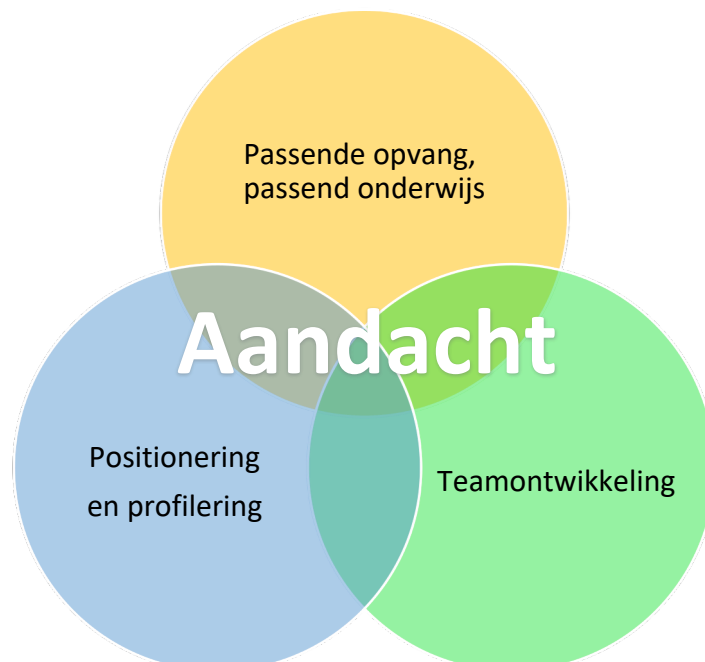 Passende opvang,
passend onderwijs
Aandacht
Positionering
en profilering
Teamontwikkeling